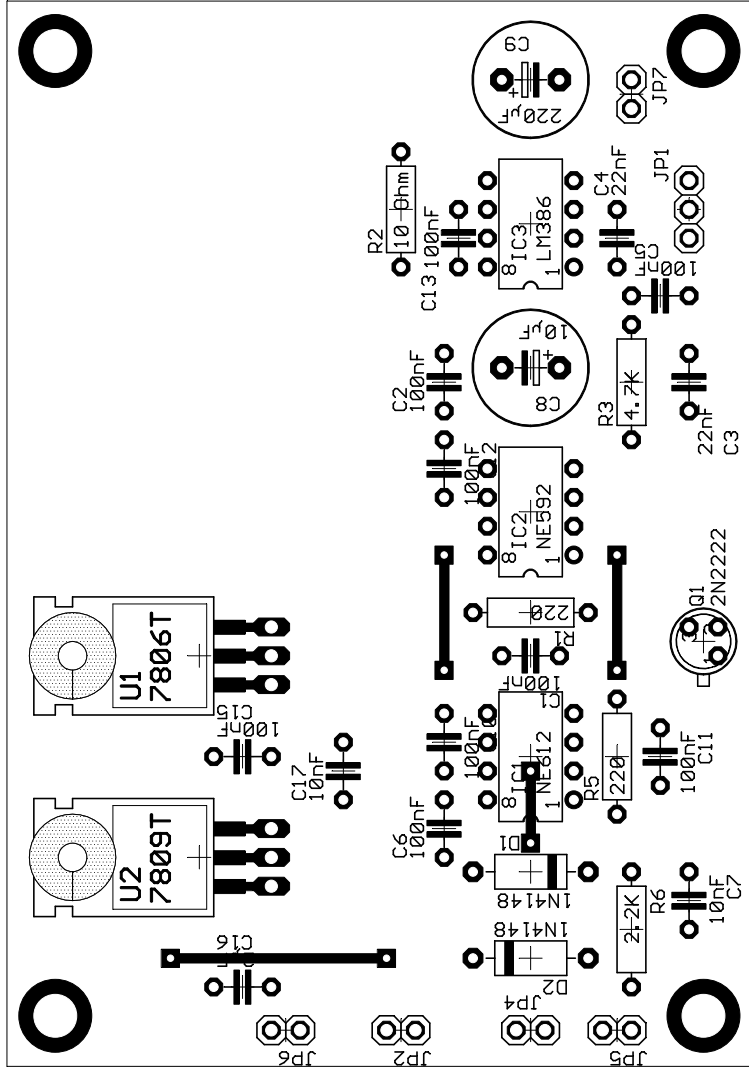 C9
+
220µF
JP7
R2
10 Ohm
100nF
C13
IC3
LM386
8
1
C4
22nF
JP1
C5
100nF
10µF
+
C8
C2
100nF
R3
4.7K
22nF
C3
100nF
IC2
NE592
8
1
220
R1
100nF
C1
Q1
2N2222
U1
7806T
C15
100nF
C17
10nF
100nF
IC1
NE612
8
1
R5
220
100nF
C11
U2
7809T
C6
100nF
D1
1N4148
1N4148
D2
2.2K
R6
10nF
C7
C16
JP6
JP2
JP4
JP5